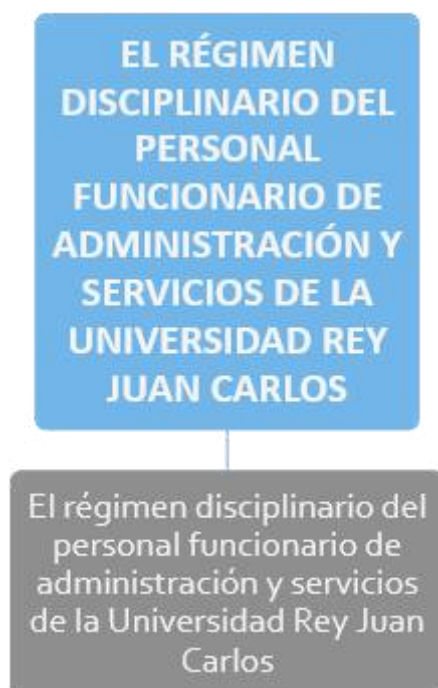 EL RÉGIMEN
DISCIPLINARIO DEL
PERSONAL
FUNCIONARIO DE
ADMINISTRACIÓN Y
SERVICIOS DE LA
UNIVERSIDAD REY
JUAN CARLOS
El régimen disciplinario del
personal funcionario de
administración y servicios
de la Universidad Rey Juan
Carlos